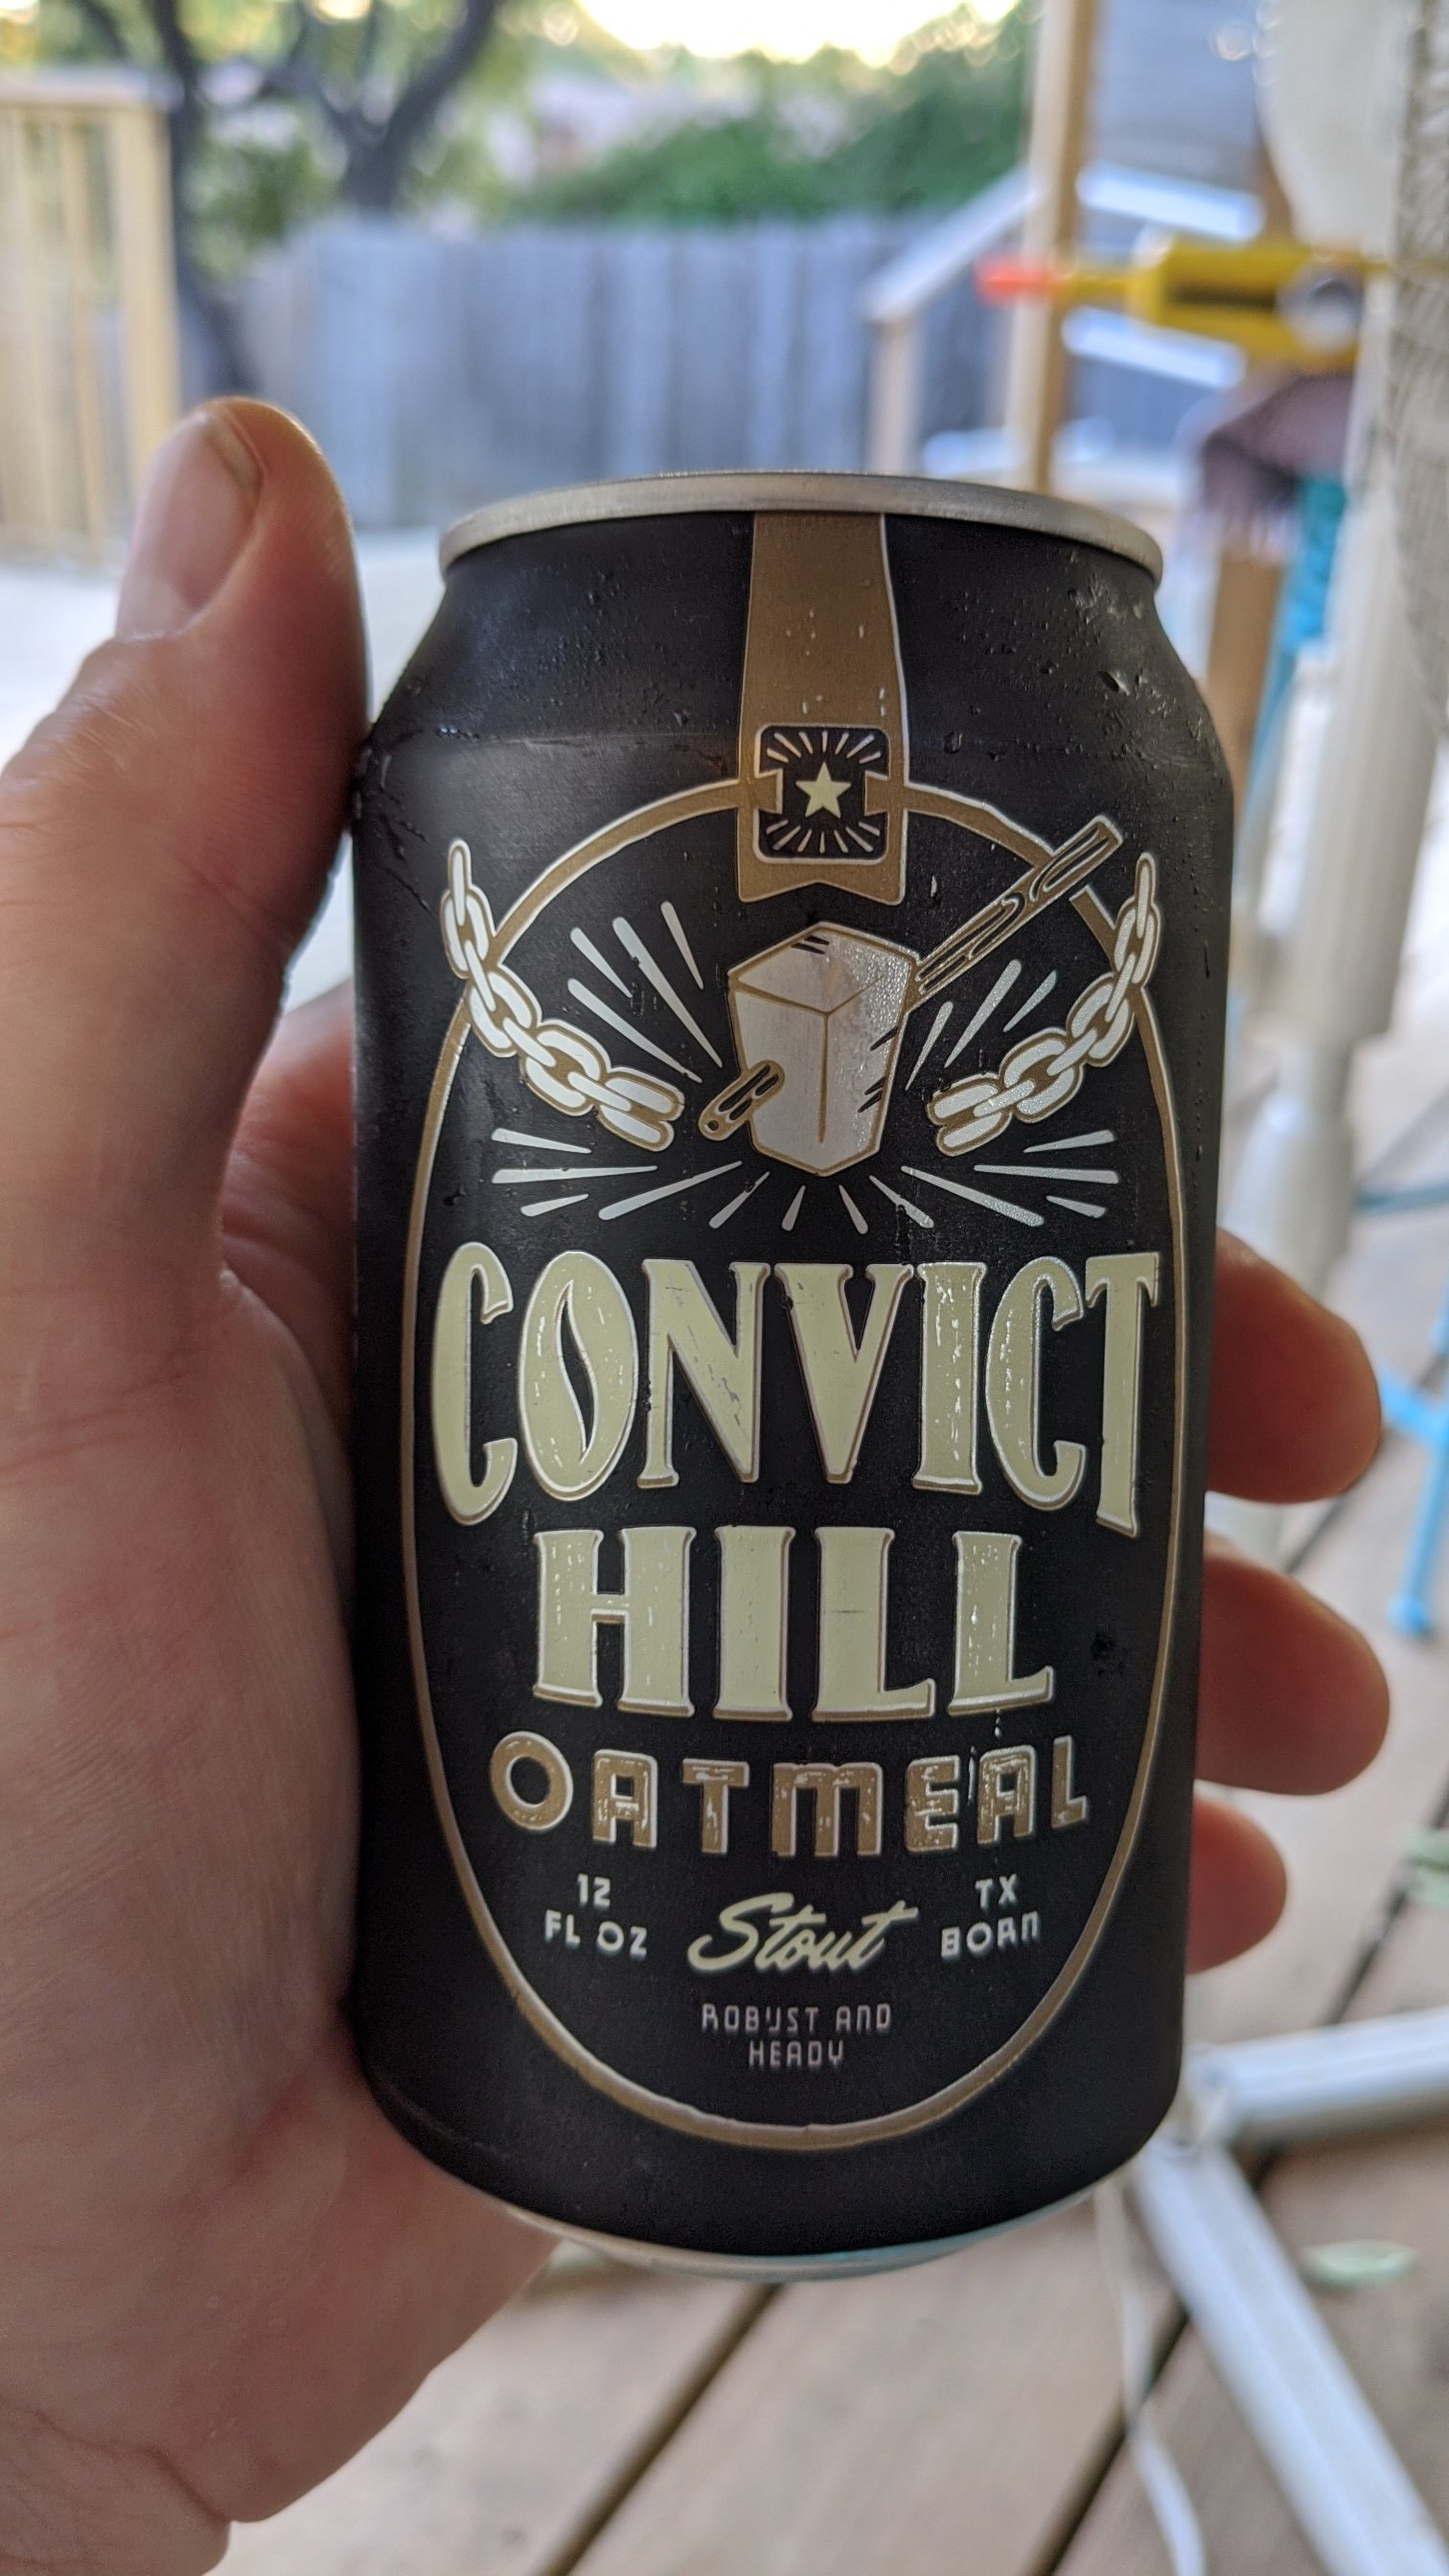 CONVICT
HILL
OATMEAL
12
FL OZ
Stout
TX
BORN
ROBUST AND
HEADY